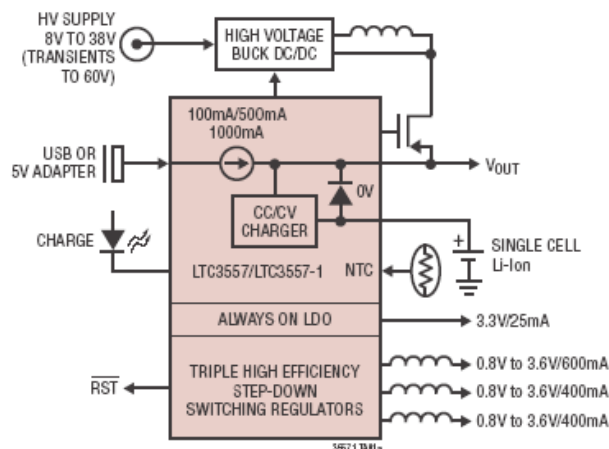 HV SUPPLY
8V TO 38V
(TRANSIENTS
TO 60V)
HIGH VOLTAGE
BUCK DC/DC
100mA/500mA
1000mA
USB OR
5V ADAPTER
VOUT
0V
CC/CV
CHARGER
CHARGE
LTC3557/LTC3557-1
NTC
+
SINGLE CELL
Li-Ion
ALWAYS ON LDO
3.3V/25mA
TRIPLE HIGH EFFICIENCY
STEP-DOWN
SWITCHING REGULATORS
RST
0.8V to 3.6V/600mA
0.8V to 3.6V/400mA
0.8V to 3.6V/400mA